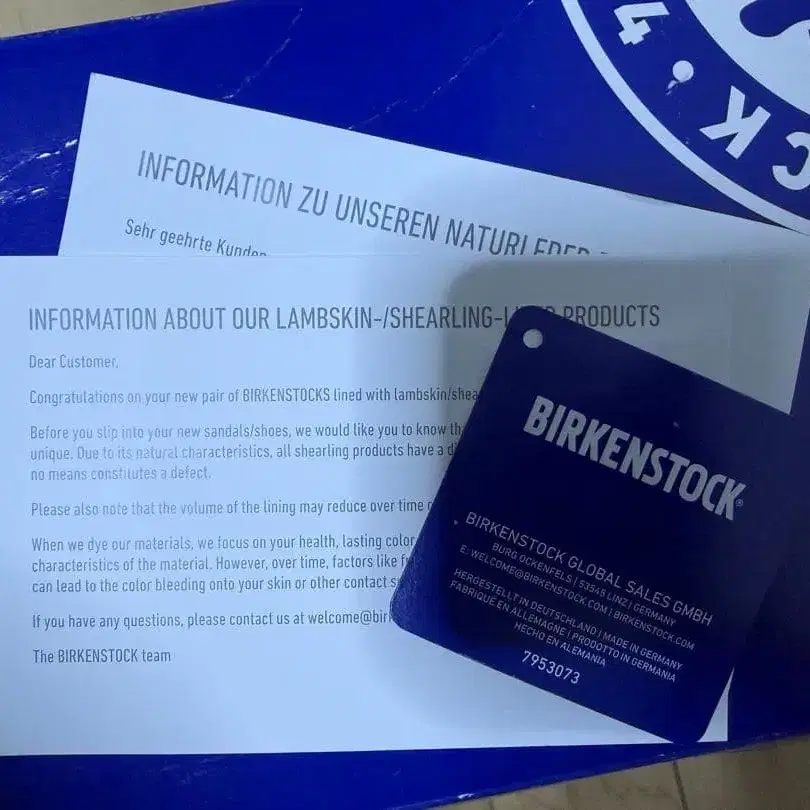 4
CK
INFORMATION ZU UNSEREN NATURLEDER
Sehr geehrte Kunden
INFORMATION ABOUT OUR LAMBSKIN-/SHEARLING-LINED PRODUCTS
Dear Customer,
Congratulations on your new pair of BIRKENSTOCKS lined with lambskin/shea
Before you slip into your new sandals/shoes, we would like you to know th
unique. Due to its natural characteristics, all shearling products have a di
no means constitutes a defect.
Please also note that the volume of the lining may reduce over time
When we dye our materials, we focus on your health, lasting color
characteristics of the material. However, over time, factors like f
can lead to the color bleeding onto your skin or other contact s
If you have any questions, please contact us at welcome@bir
The BIRKENSTOCK team
BIRKENSTOCK®
BIRKENSTOCK GLOBAL SALES GMBH
BURG OCKENFELS | 53545 LINZ | GERMANY
E: WELCOME@BIRKENSTOCK.COM | BIRKENSTOCK.COM
HERGESTELLT IN DEUTSCHLAND | MADE IN GERMANY
FABRIQUÉ EN ALLEMAGNE | PRODOTTO IN GERMANIA
HECHO EN ALEMANIA
7953073